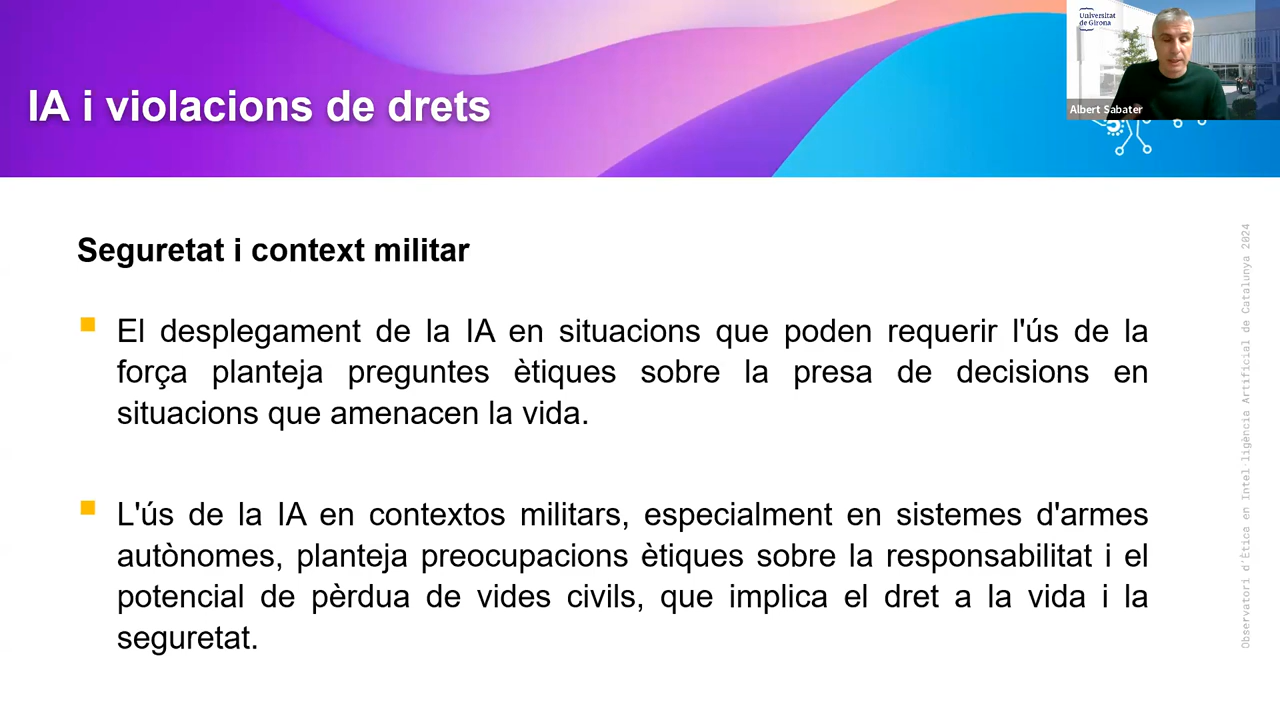 IA i violacions de drets
Universitat
de Girona
Albert Sabater
Seguretat i context militar
El desplegament de la IA en situacions que poden requerir l'ús de la
força planteja preguntes ètiques sobre la presa de decisions en
situacions que amenacen la vida.
L'ús de la IA en contextos militars, especialment en sistemes d'armes
autònomes, planteja preocupacions ètiques sobre la responsabilitat i el
potencial de pèrdua de vides civils, que implica el dret a la vida i la
seguretat.
Observatori d'Ètica en Intel·ligència Artificial de Catalunya 2024